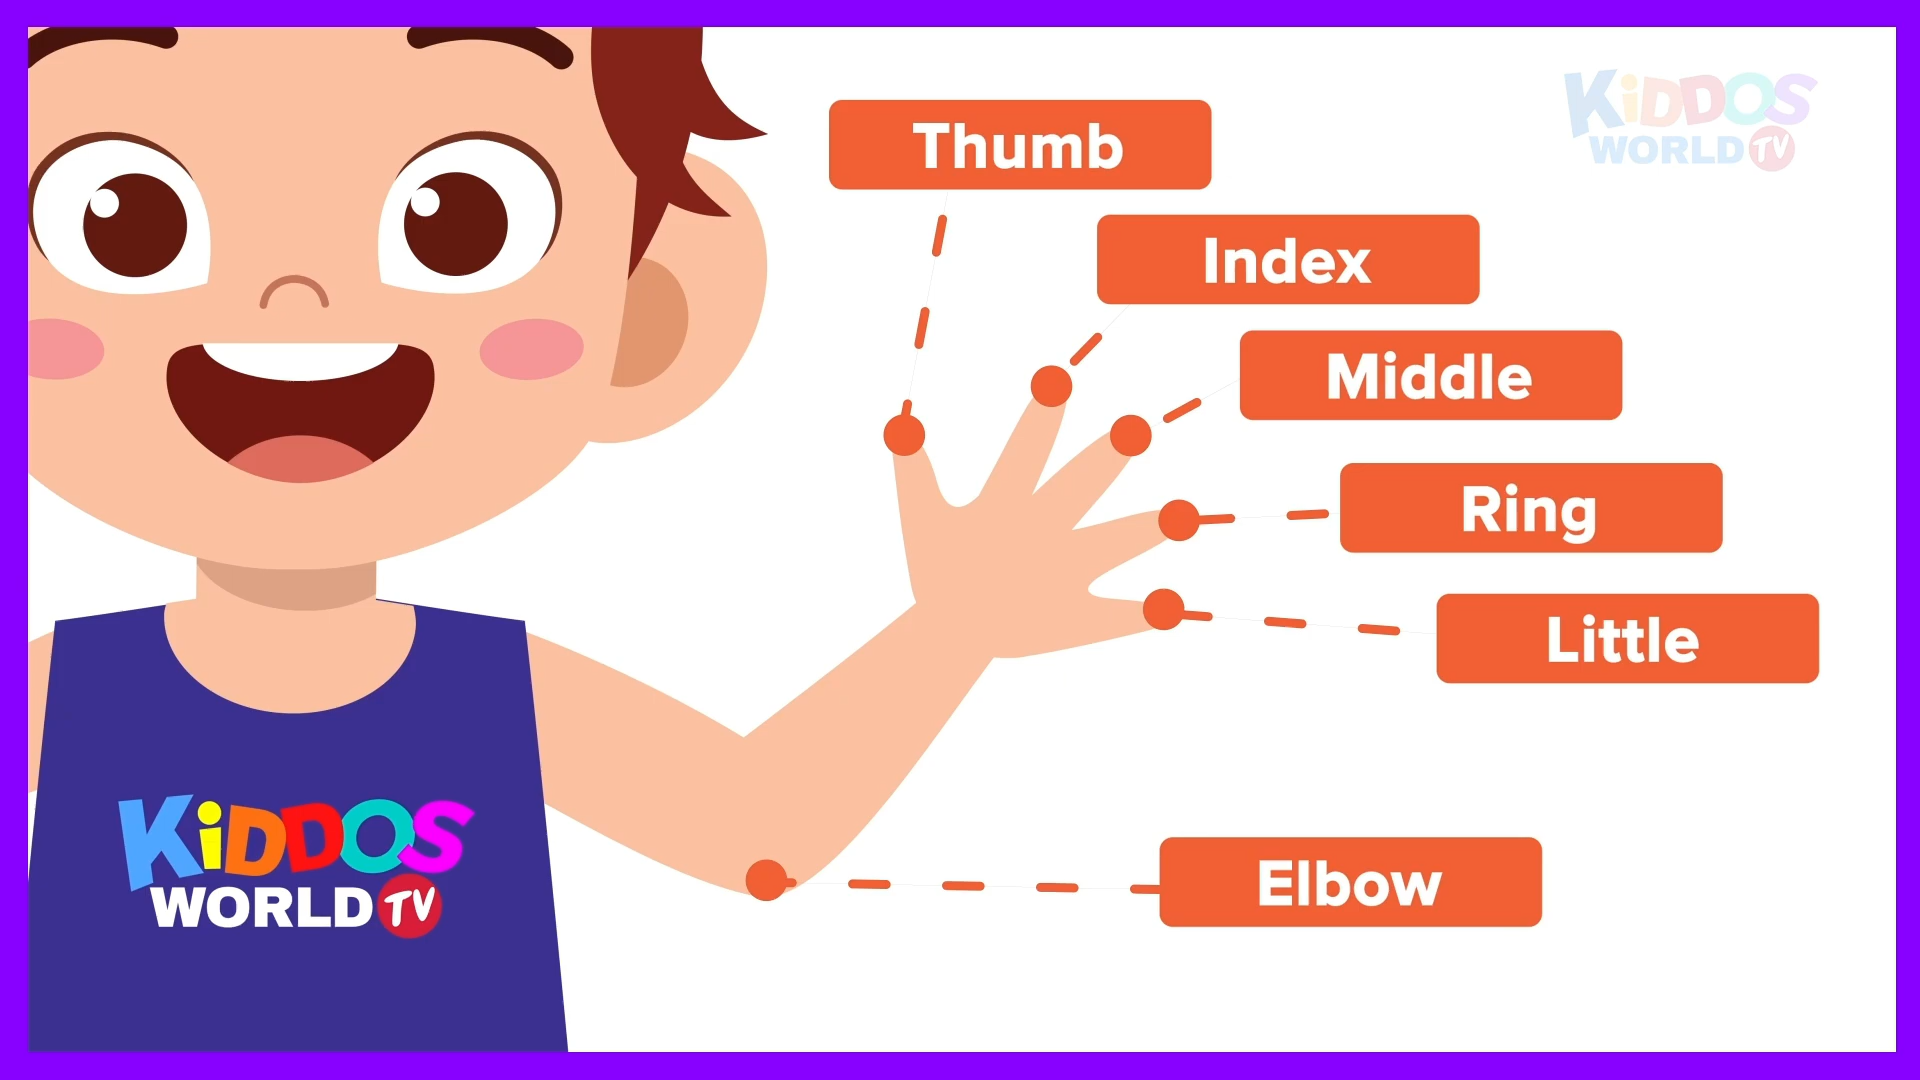 KiDDOS
WORLD TV
Thumb
Index
Middle
Ring
Little
Elbow
KiDDOS
WORLD TV